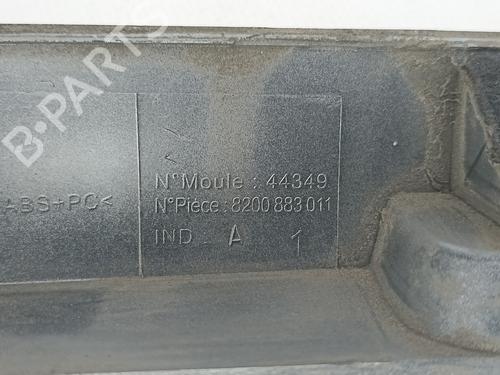 B-PARTS
N°Moule : 44349
ABS+PC<
N°Pièce : 8200 883 011
IND A 1